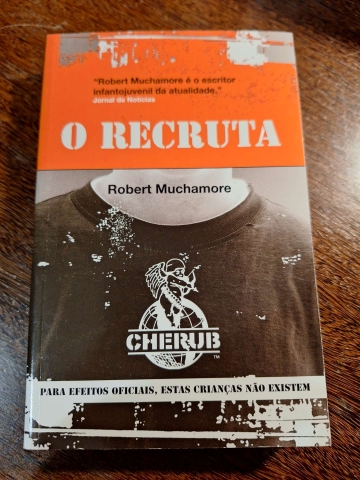 "Robert Muchamore é o escritor
infantojuvenil da atualidade."
Jornal de Notícias
O RECRUTA
Robert Muchamore
CHERUB
TM
PARA EFEITOS OFICIAIS, ESTAS CRIANÇAS NÃO EXISTEM